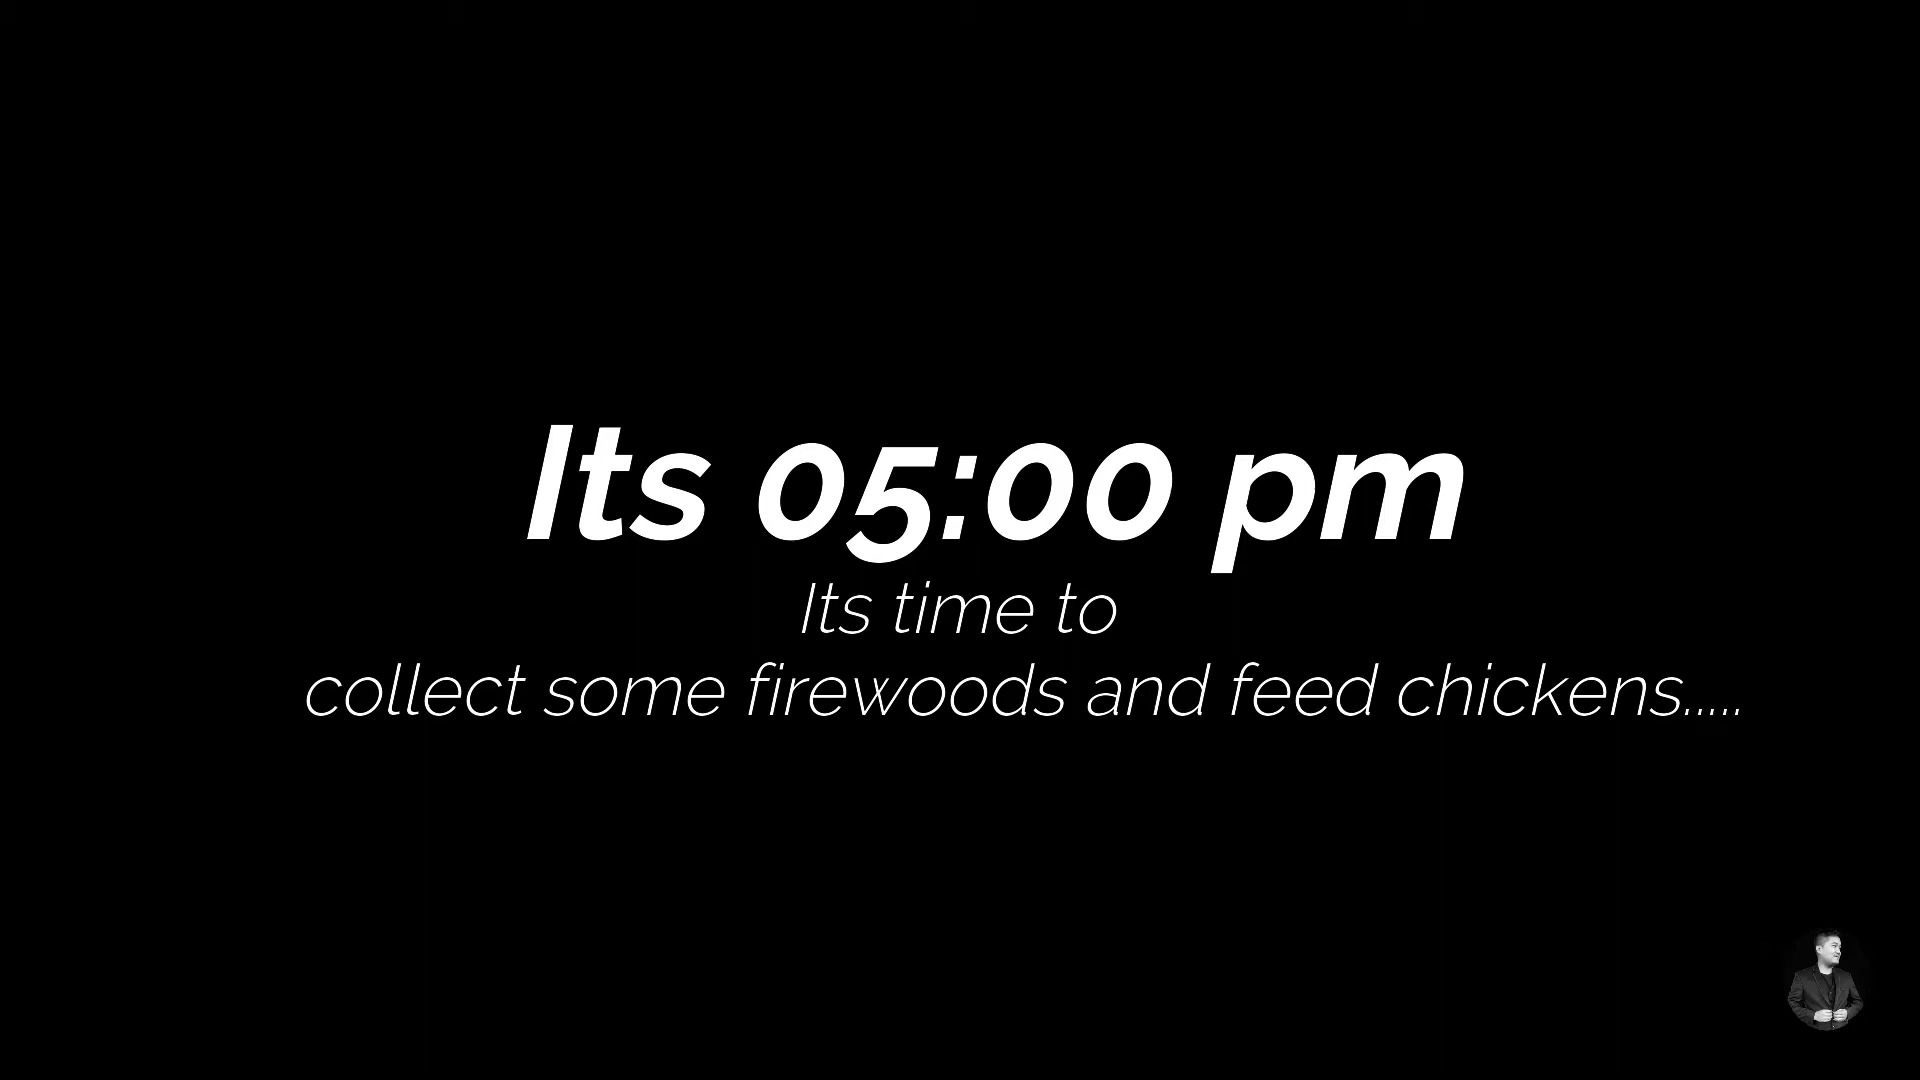 Its 05:00 pm
Its time to
collect some firewoods and feed chickens.....